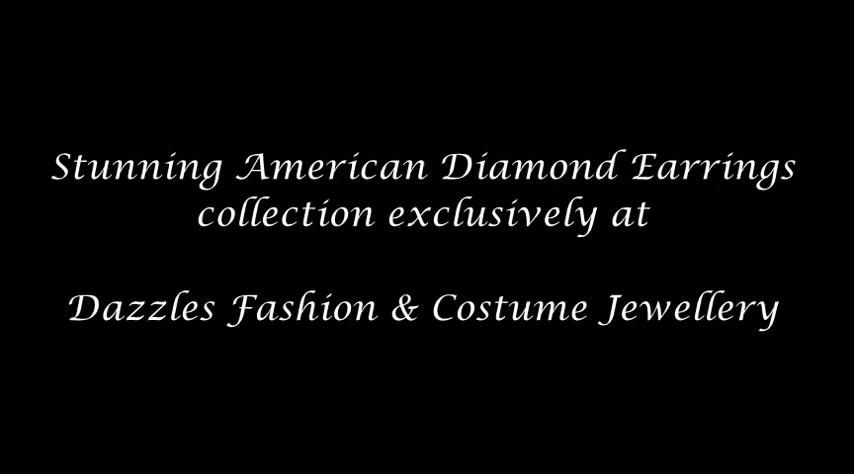 Stunning American Diamond Earrings
collection exclusively at
Dazzles Fashion & Costume Jewellery